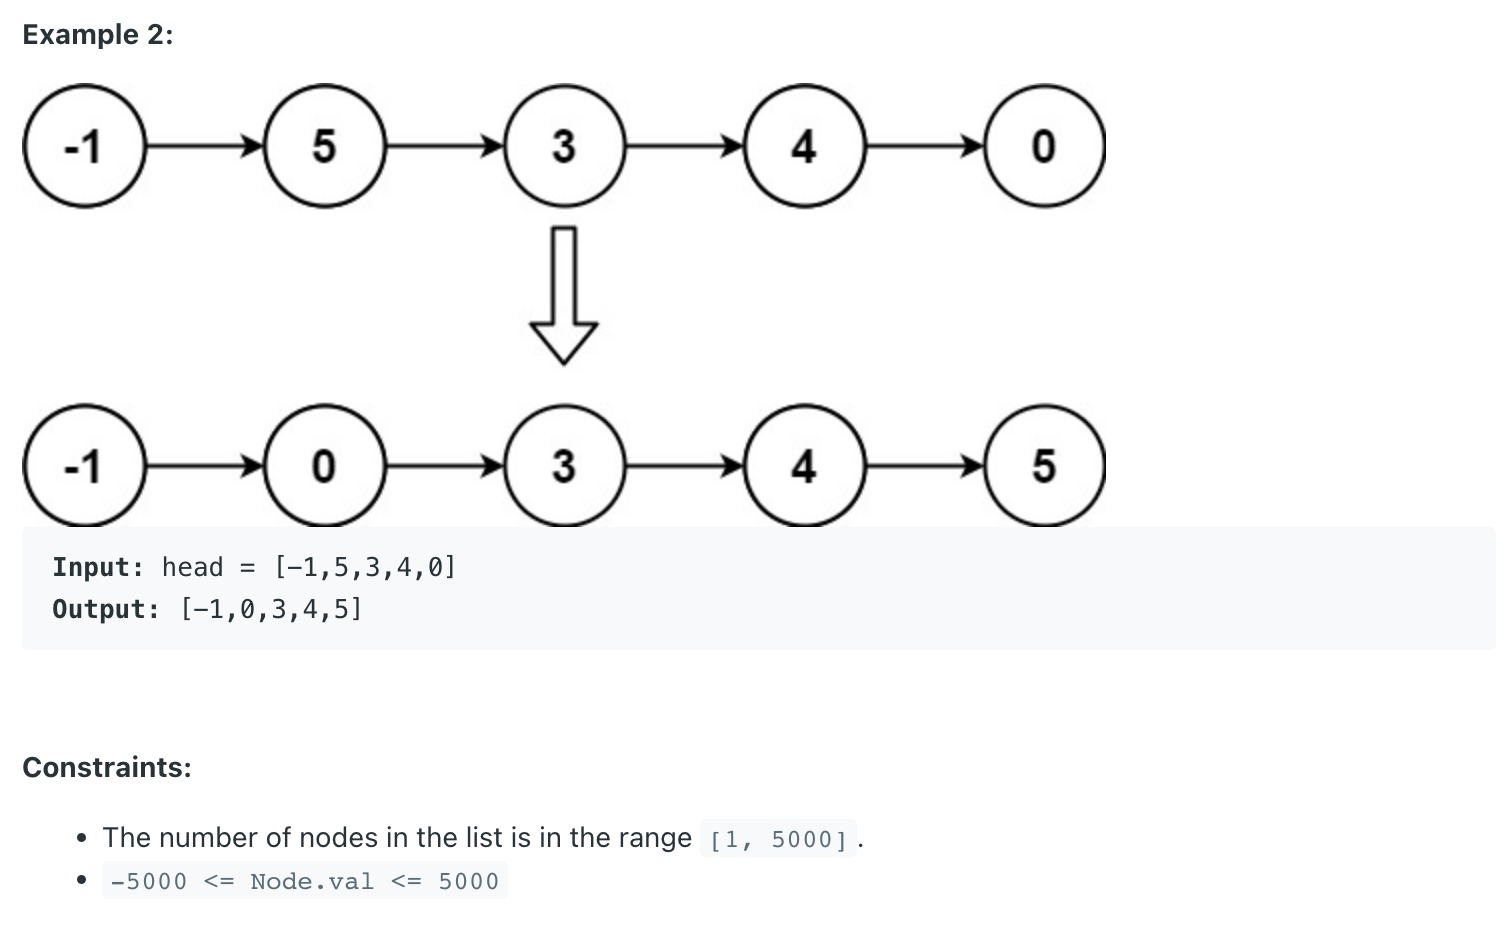 Example 2:
-1 5 3 4 0
-1 0 3 4 5
Input: head = [-1,5,3,4,0]
Output: [-1,0,3,4,5]
Constraints:
• The number of nodes in the list is in the range [1, 5000].
• -5000 <= Node.val <= 5000